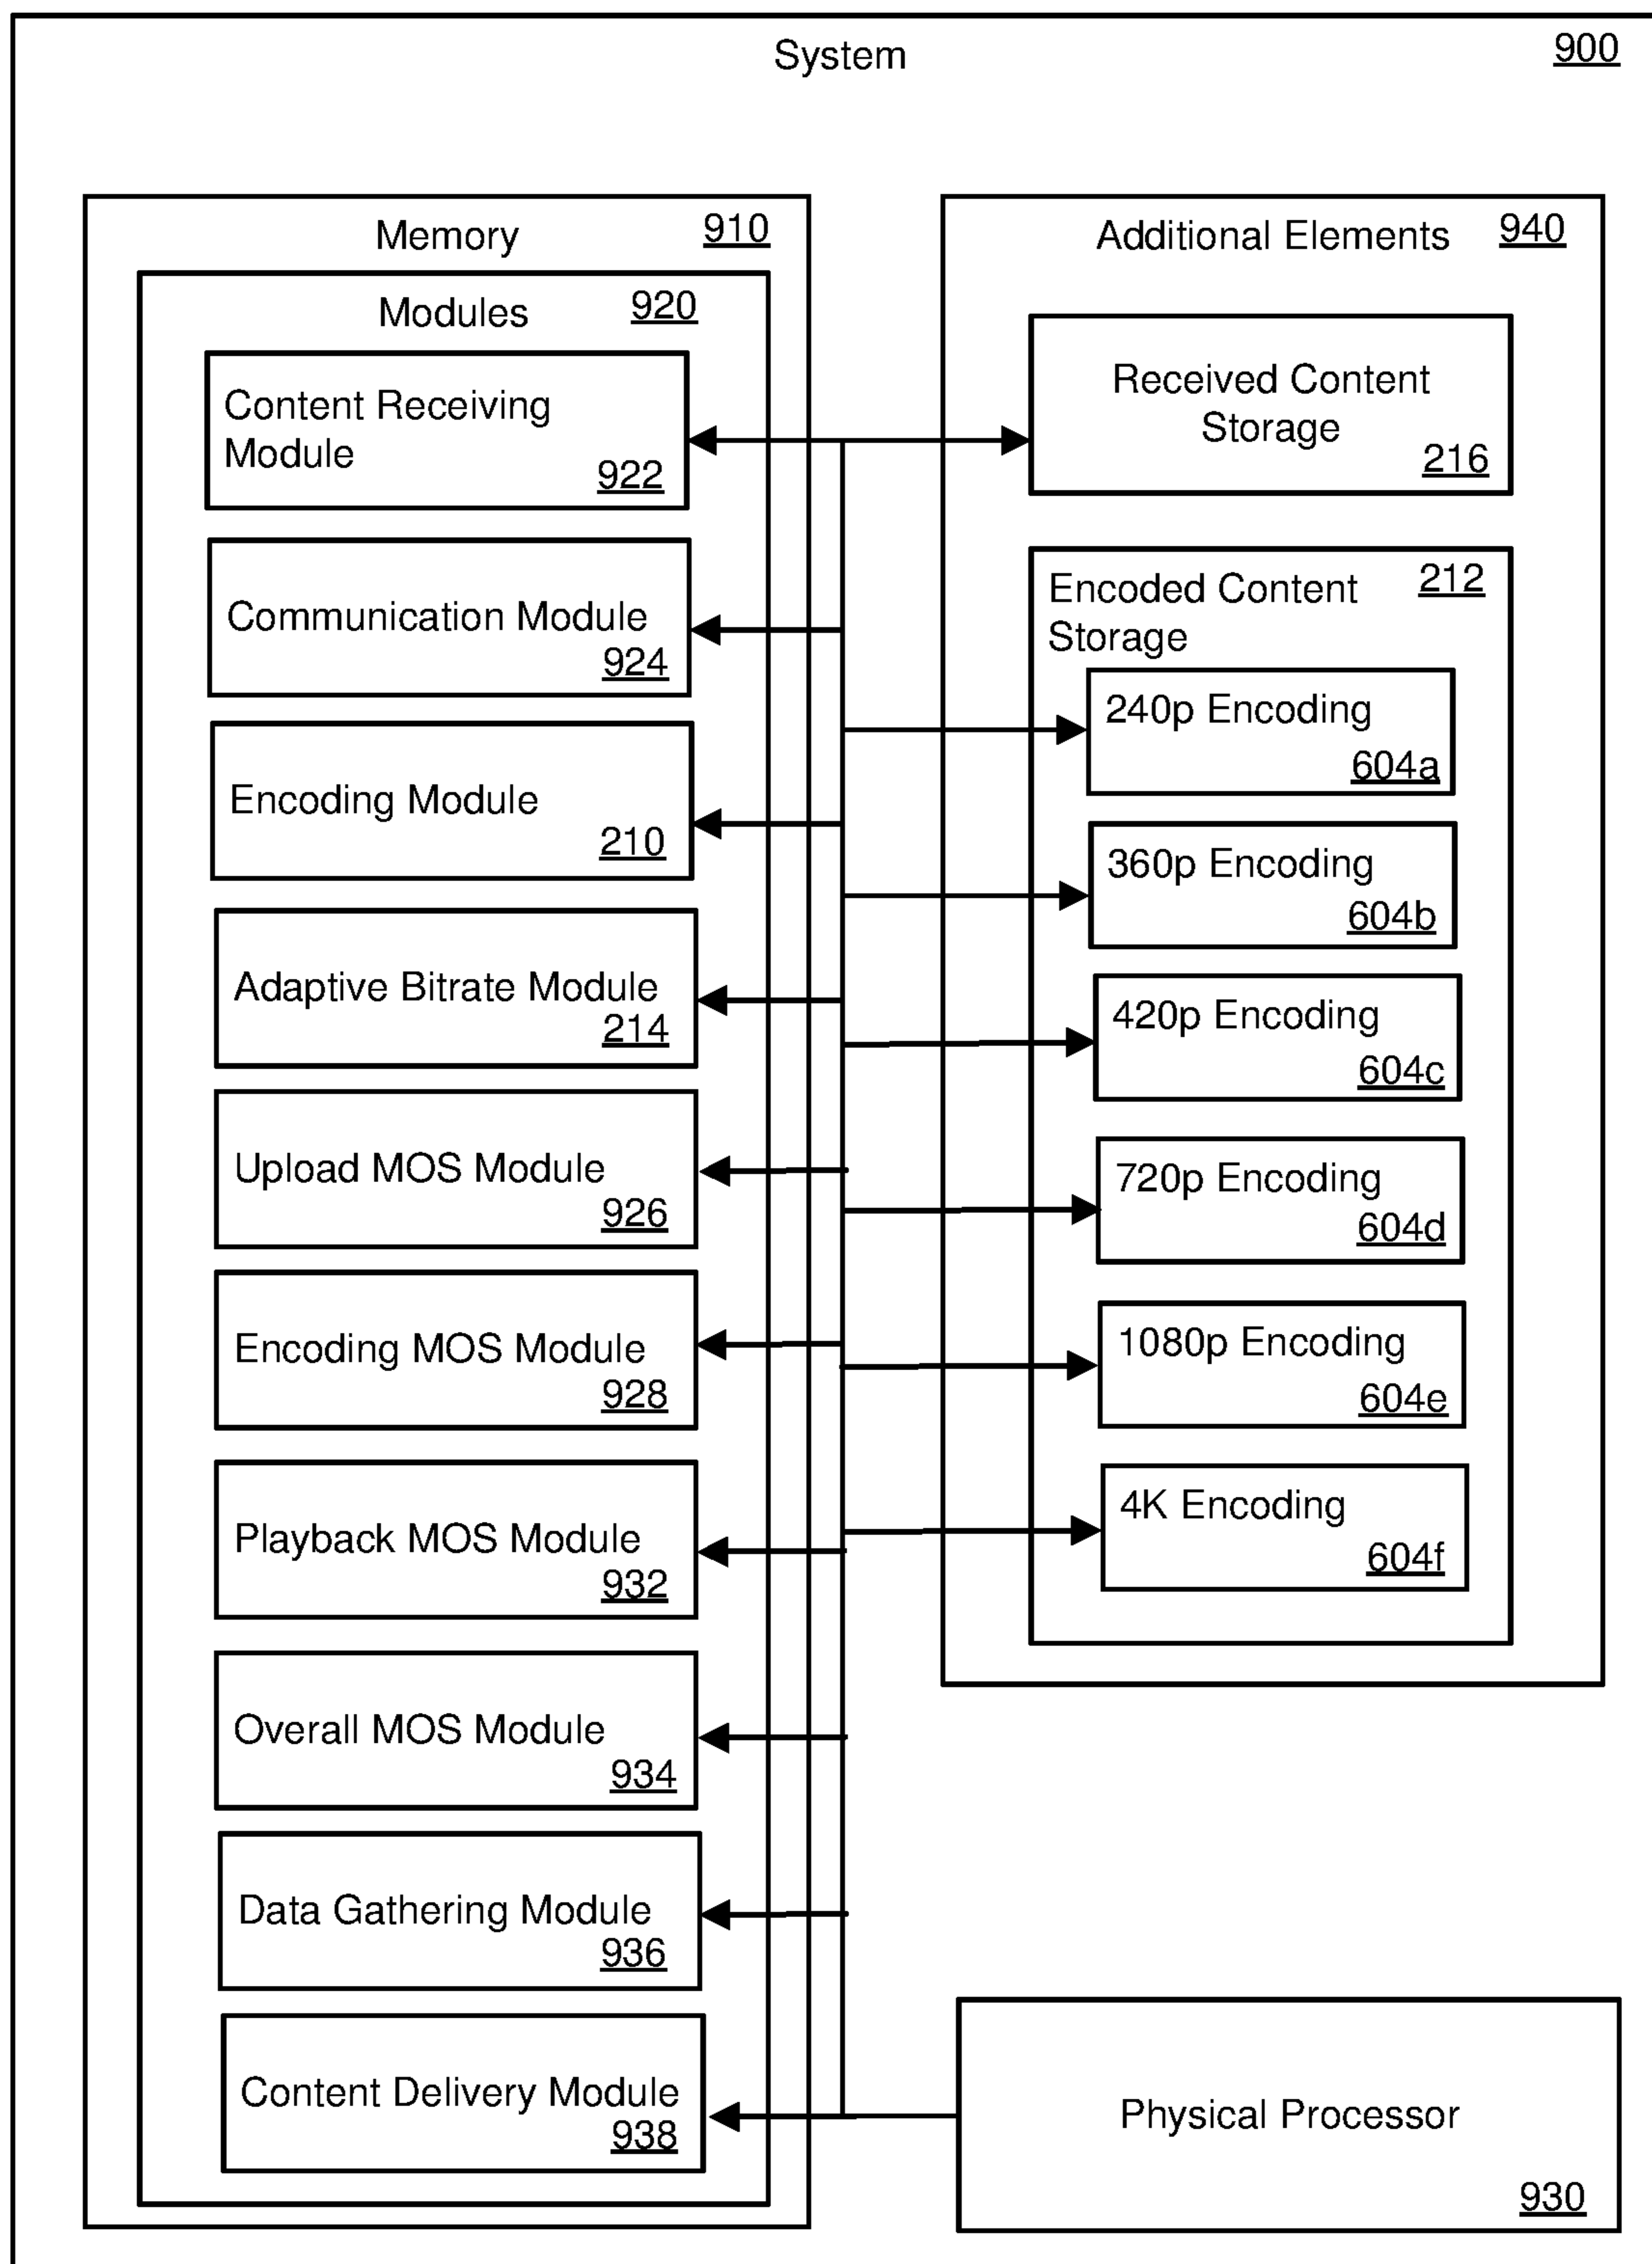 System
900
Memory
910
Modules
920
Content Receiving
Module
922
Communication Module
924
Encoding Module
210
Adaptive Bitrate Module
214
Upload MOS Module
926
Encoding MOS Module
928
Playback MOS Module
932
Overall MOS Module
934
Data Gathering Module
936
Content Delivery Module
938
Additional Elements
940
Received Content
Storage
216
Encoded Content
Storage
212
240p Encoding
604a
360p Encoding
604b
420p Encoding
604c
720p Encoding
604d
1080p Encoding
604e
4K Encoding
604f
Physical Processor
930